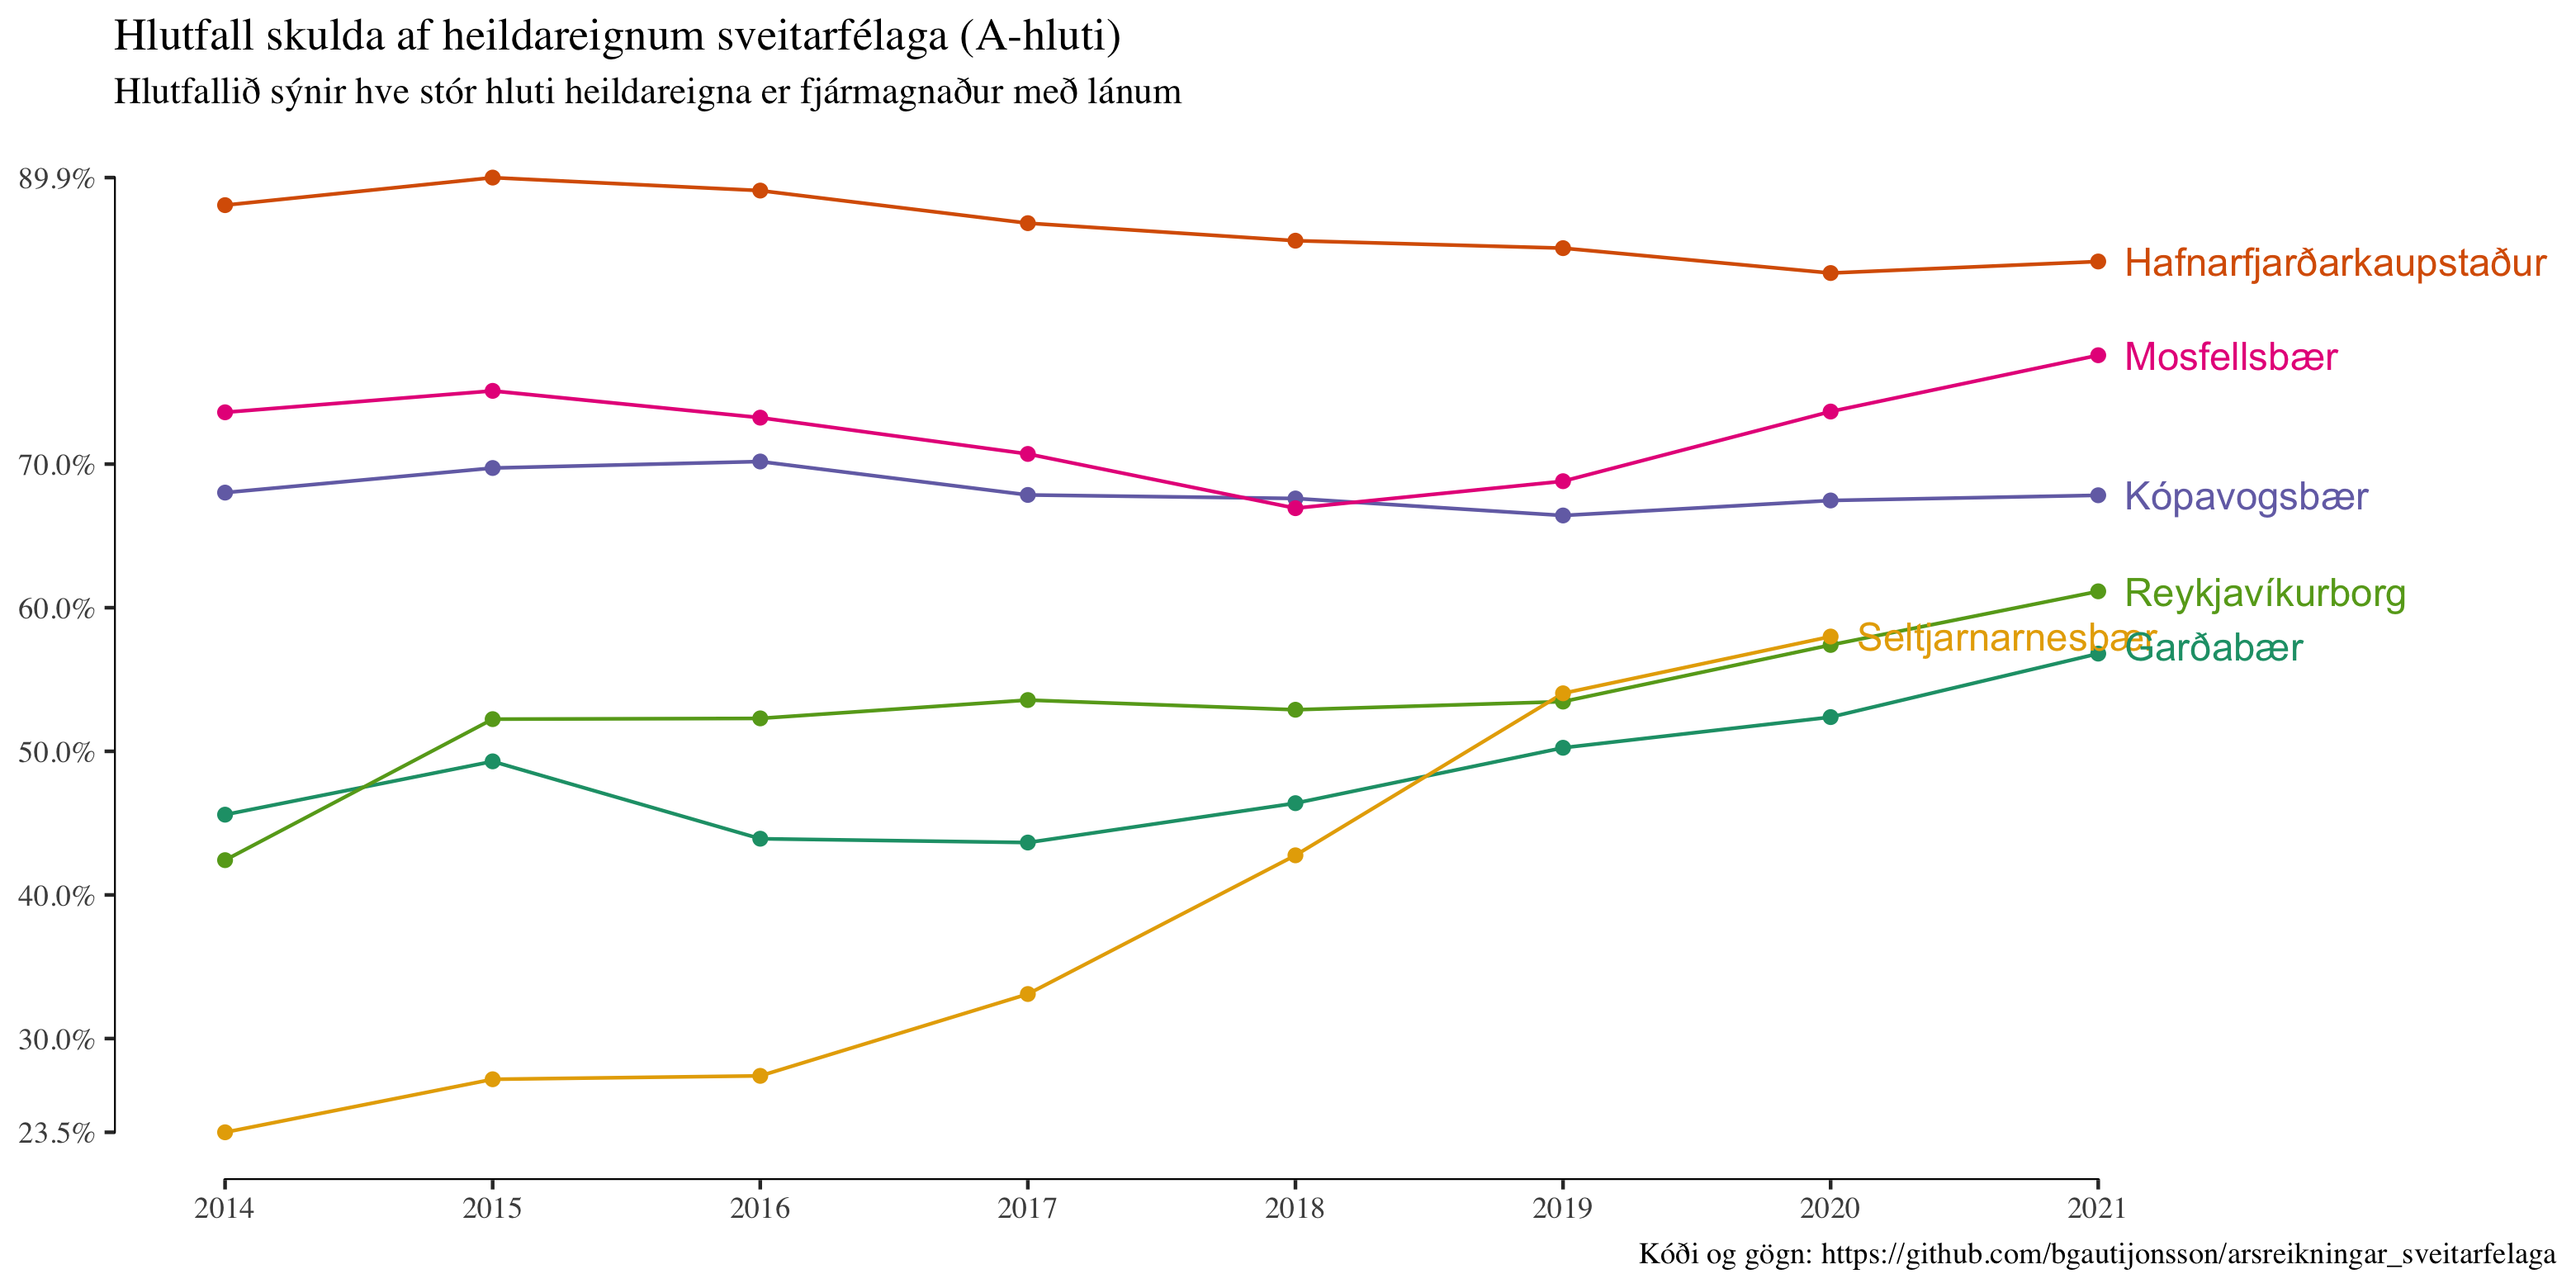 Hlutfall skulda af heildareignum sveitarfélaga (A-hluti)
Hlutfallið sýnir hve stór hluti heildareigna er fjármagnaður með lánum
89.9%
70.0%
60.0%
50.0%
40.0%
30.0%
23.5%
Hafnarfjarðarkaupstaður
Mosfellsbær
Kópavogsbær
Reykjavíkurborg
Seltjarnarnesbær
Garðabær
2014 2015 2016 2017 2018 2019 2020 2021
Kóði og gögn: https://github.com/bgautijonsson/arsreikningar_sveitarfelaga